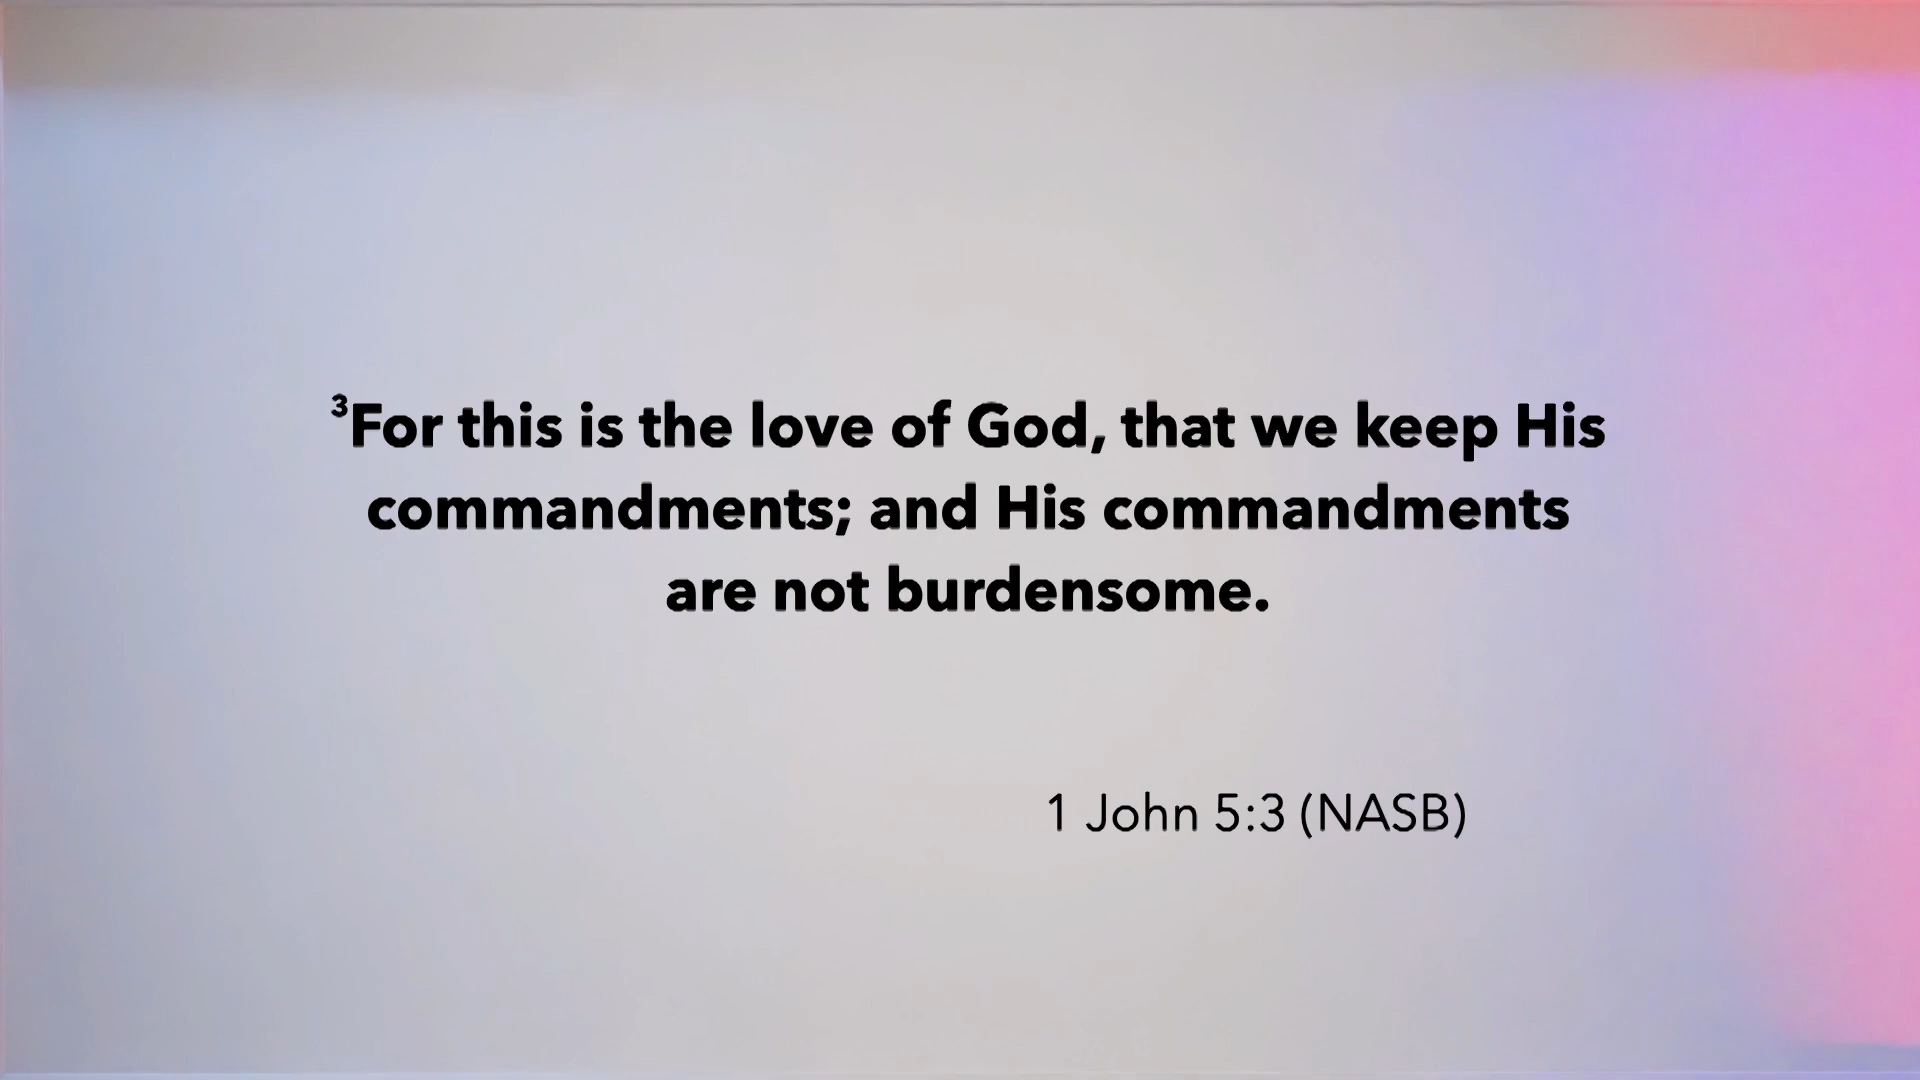 ³For this is the love of God, that we keep His
commandments; and His commandments
are not burdensome.
1 John 5:3 (NASB)